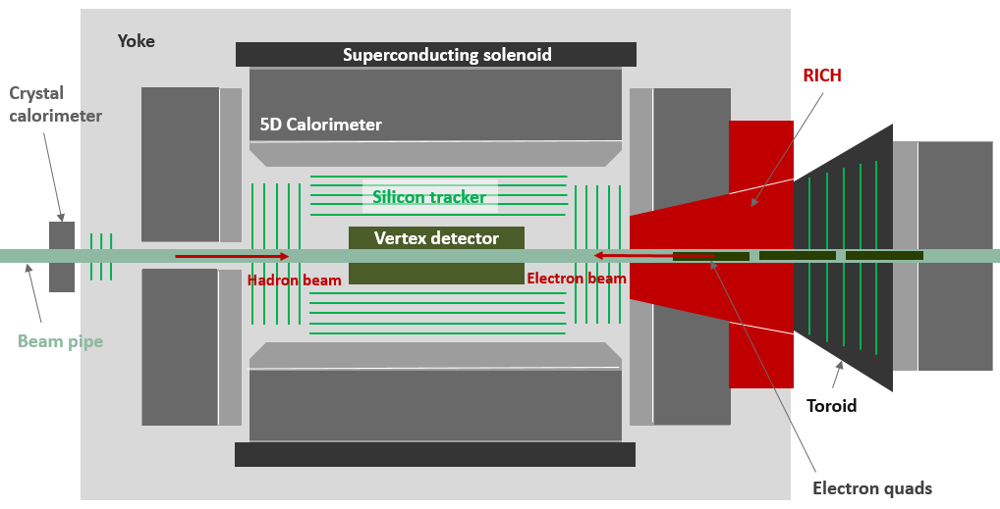 Yoke
Superconducting solenoid
RICH
Crystal
calorimeter
5D Calorimeter
Silicon tracker
Vertex detector
Hadron beam
Electron beam
Beam pipe
Toroid
Electron quads